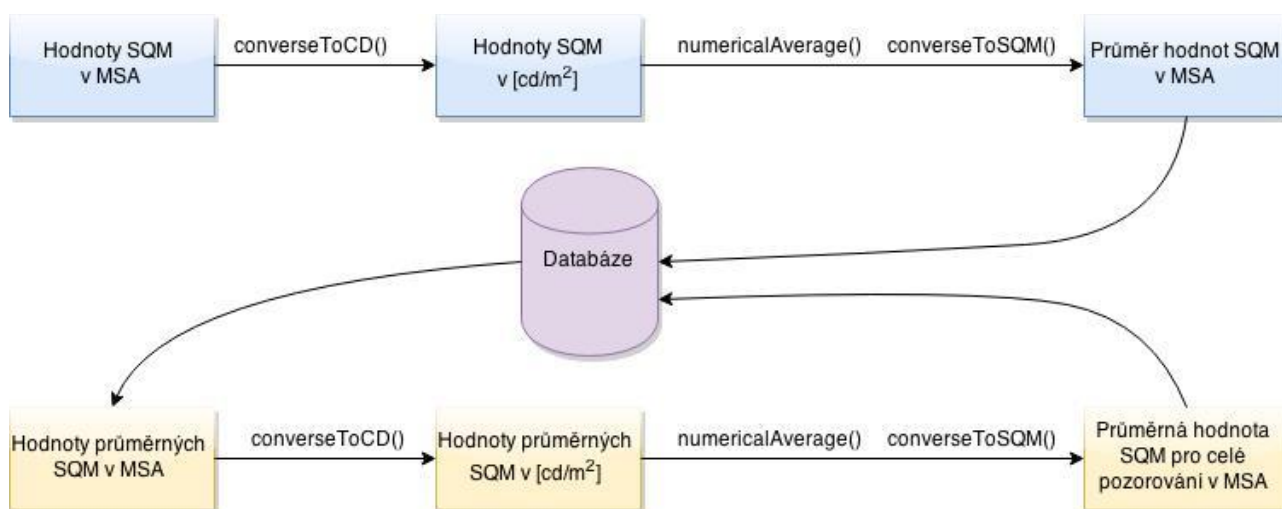 Hodnoty SQM
v MSA
converseToCD()
Hodnoty SQM
v [cd/m²]
numericalAverage()
converseToSQM()
Průměr hodnot SQM
v MSA
Databáze
Hodnoty průměrných
SQM v MSA
converseToCD()
Hodnoty průměrných
SQM v [cd/m²]
numericalAverage()
converseToSQM()
Průměrná hodnota
SQM pro celé
pozorování v MSA